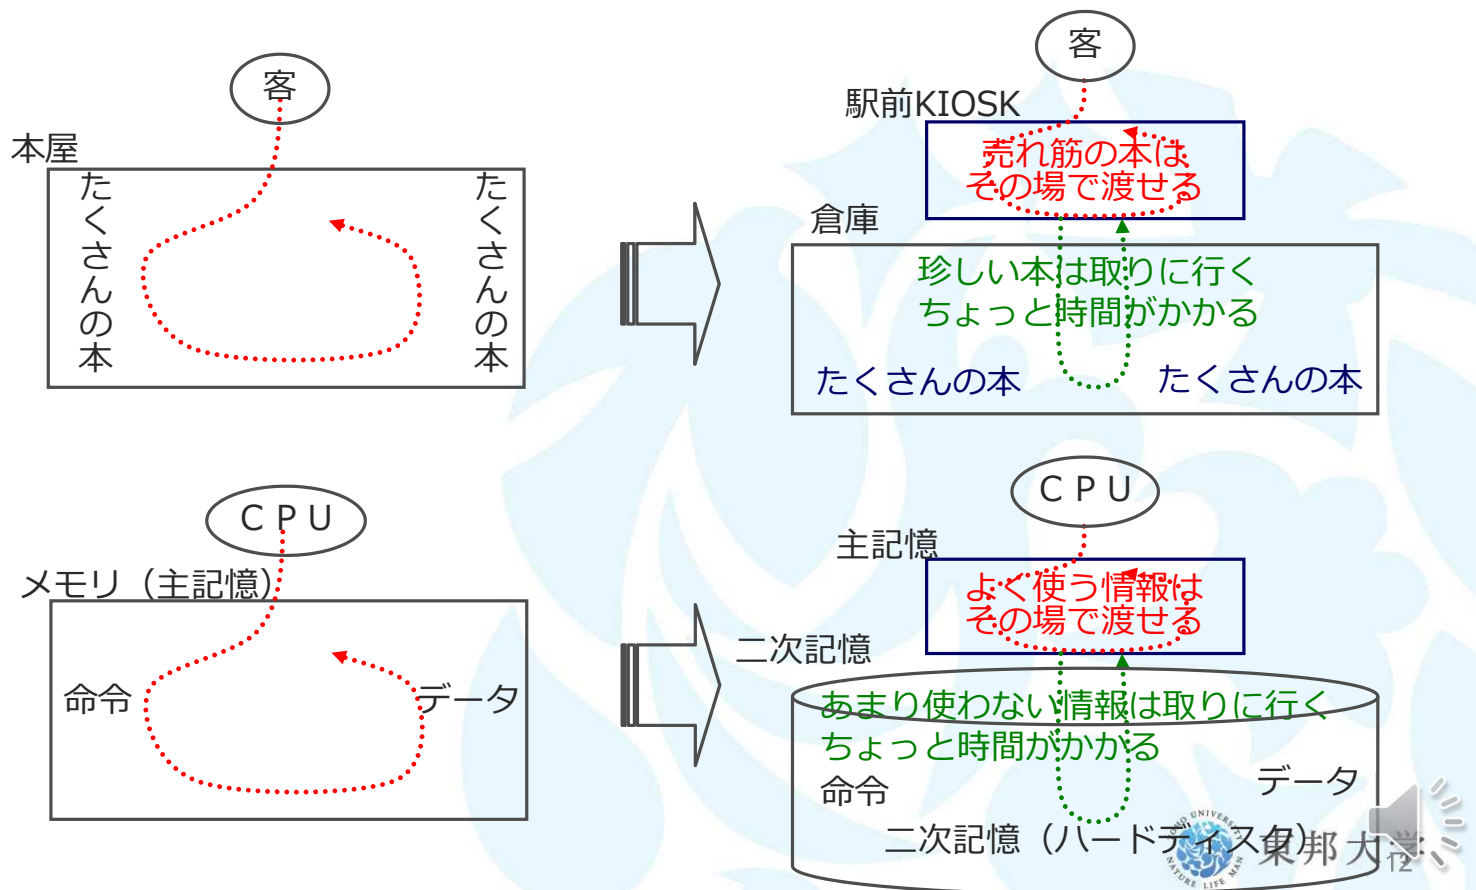 客
本屋
たくさんの本
たくさんの本
客
駅前KIOSK
売れ筋の本は
その場で渡せる
倉庫
珍しい本は取りに行く
ちょっと時間がかかる
たくさんの本
たくさんの本
ＣＰＵ
メモリ（主記憶）
命令
データ
ＣＰＵ
主記憶
よく使う情報は
その場で渡せる
二次記憶
あまり使わない情報は取りに行く
ちょっと時間がかかる
命令
データ
二次記憶（ハードディスク）
TOHO UNIVERSITY
NATURE LIFE MAN
東邦大学
12